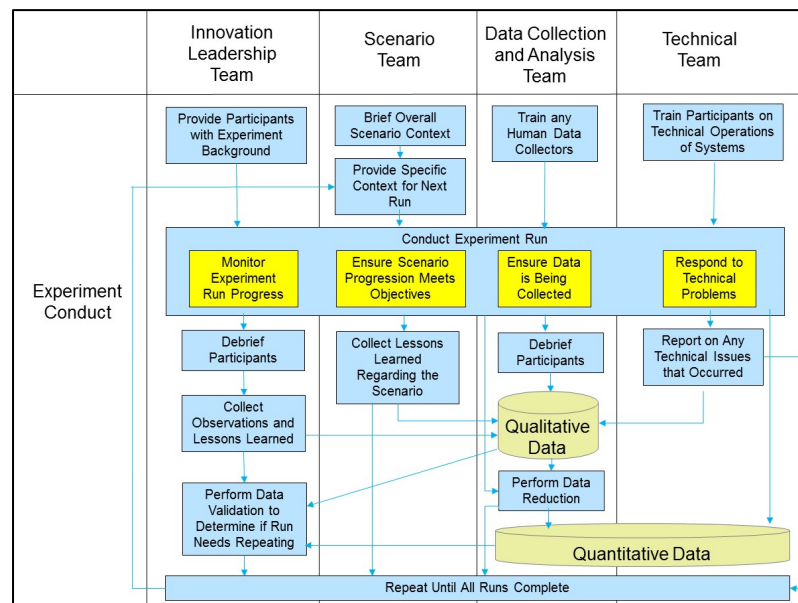 Innovation
Leadership
Team
Scenario
Team
Data Collection
and Analysis
Team
Technical
Team
Experiment
Conduct
Provide Participants
with Experiment
Background
Brief Overall
Scenario Context
Train any
Human Data
Collectors
Train Participants on
Technical Operations
of Systems
Provide Specific
Context for Next
Run
Conduct Experiment Run
Monitor
Experiment
Run Progress
Ensure Scenario
Progression Meets
Objectives
Ensure Data
is Being
Collected
Respond to
Technical
Problems
Debrief
Participants
Collect Lessons
Learned
Regarding the
Scenario
Debrief
Participants
Report on Any
Technical Issues
that Occurred
Collect
Observations and
Lessons Learned
Qualitative
Data
Perform Data
Validation to
Determine if Run
Needs Repeating
Perform Data
Reduction
Quantitative Data
Repeat Until All Runs Complete